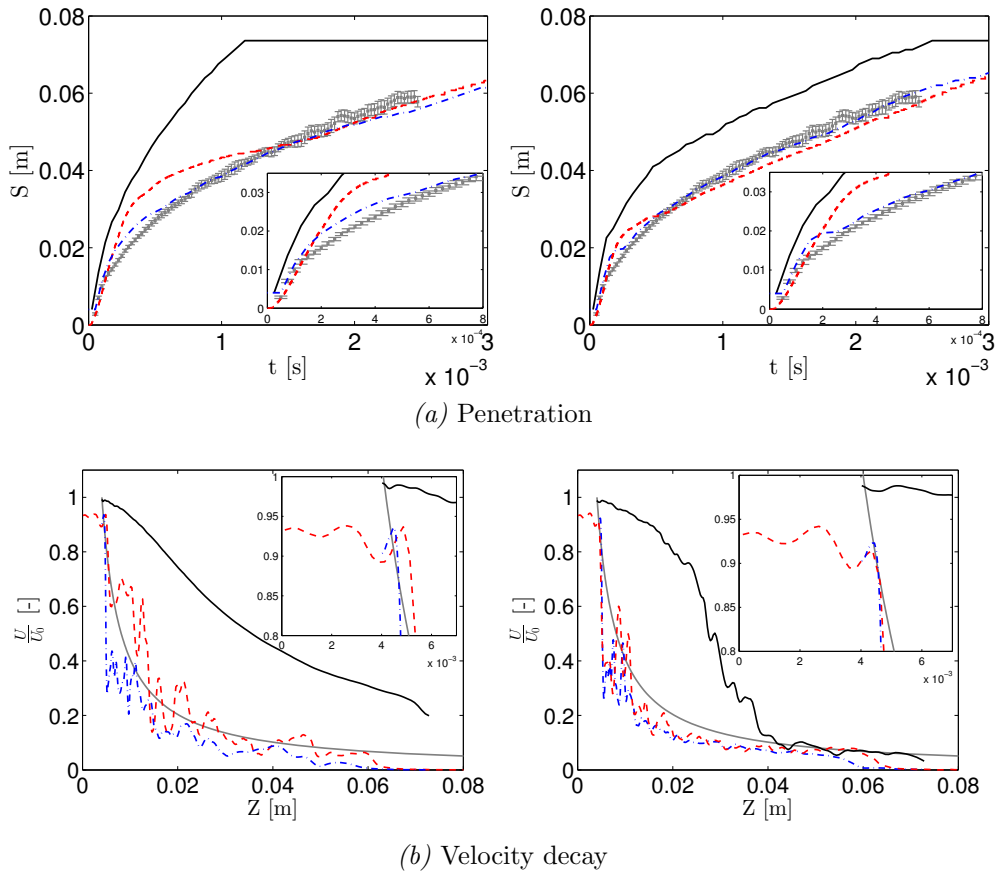 0.08
0.06
0.04
0.02
0
S [m]
0.03
0.02
0.01
0
0 2 4 6 8
x 10⁻⁴
0 1 2 3
t [s]
x 10⁻³
0.08
0.06
0.04
0.02
0
S [m]
0.03
0.02
0.01
0
0 2 4 6 8
x 10⁻⁴
0 1 2 3
t [s]
x 10⁻³
(a) Penetration
1
0.8
0.6
0.4
0.2
0
U/U₀ [-]
1
0.95
0.9
0.85
0.8
0 2 4 6
x 10⁻³
0 0.02 0.04 0.06 0.08
Z [m]
1
0.8
0.6
0.4
0.2
0
U/U₀ [-]
1
0.95
0.9
0.85
0.8
0 2 4 6
x 10⁻³
0 0.02 0.04 0.06 0.08
Z [m]
(b) Velocity decay